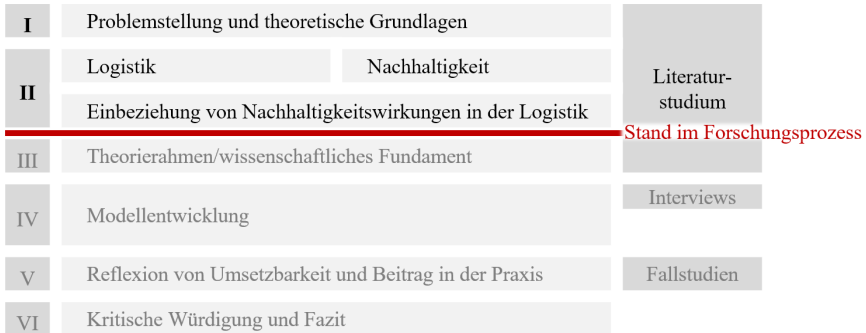 I
Problemstellung und theoretische Grundlagen
II
Logistik
Nachhaltigkeit
Einbeziehung von Nachhaltigkeitswirkungen in der Logistik
Literatur-
studium
Stand im Forschungsprozess
III
Theorierahmen/wissenschaftliches Fundament
IV
Modellentwicklung
Interviews
V
Reflexion von Umsetzbarkeit und Beitrag in der Praxis
Fallstudien
VI
Kritische Würdigung und Fazit